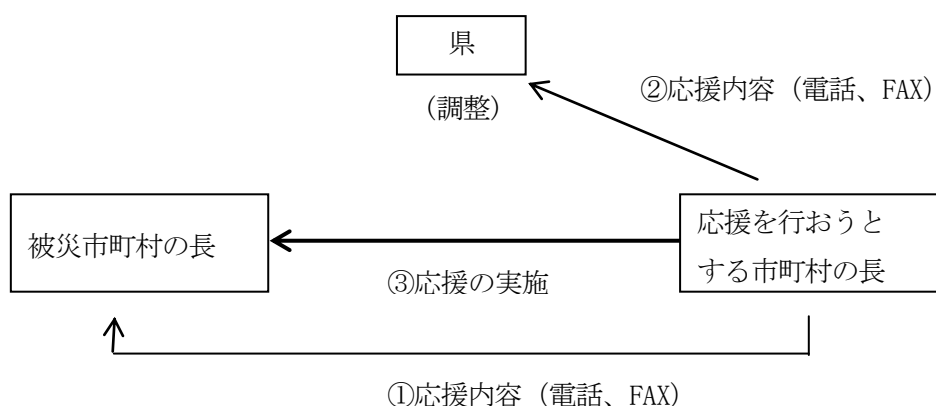 県
(調整)
②応援内容（電話、FAX）
被災市町村の長
応援を行おうと
する市町村の長
③応援の実施
①応援内容（電話、FAX）